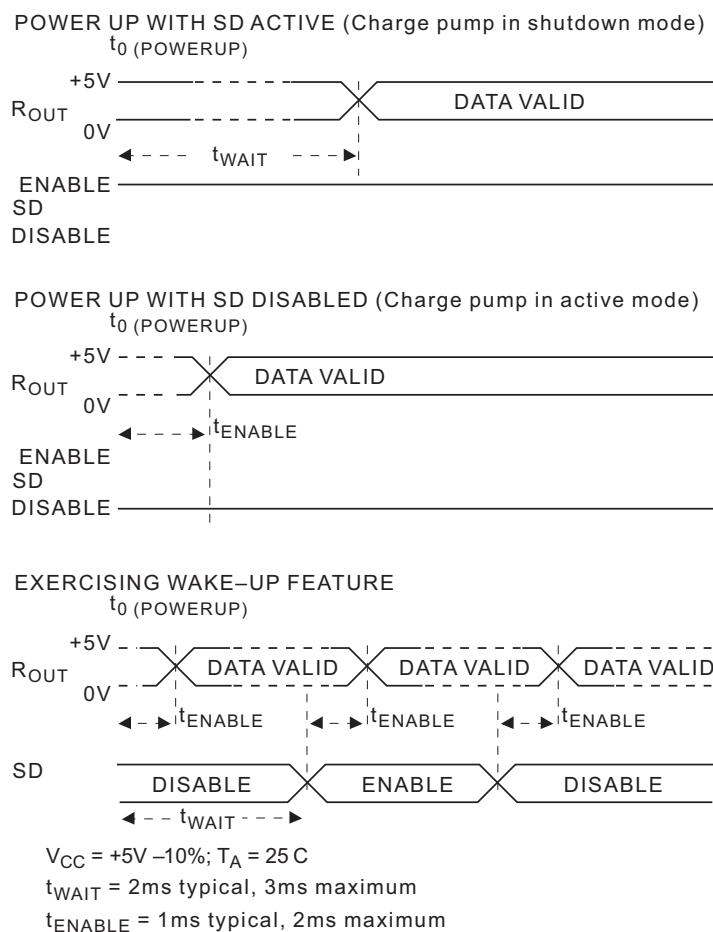 POWER UP WITH SD ACTIVE (Charge pump in shutdown mode)
t0 (POWERUP)
+5V
ROUT
DATA VALID
0V
tWAIT
ENABLE
SD
DISABLE
POWER UP WITH SD DISABLED (Charge pump in active mode)
t0 (POWERUP)
+5V
ROUT
DATA VALID
0V
tENABLE
ENABLE
SD
DISABLE
EXERCISING WAKE–UP FEATURE
t0 (POWERUP)
+5V
ROUT
DATA VALID DATA VALID DATA VALID
0V
tENABLE tENABLE tENABLE
SD
DISABLE ENABLE DISABLE
tWAIT
VCC = +5V –10%; TA = 25 C
tWAIT = 2ms typical, 3ms maximum
tENABLE = 1ms typical, 2ms maximum